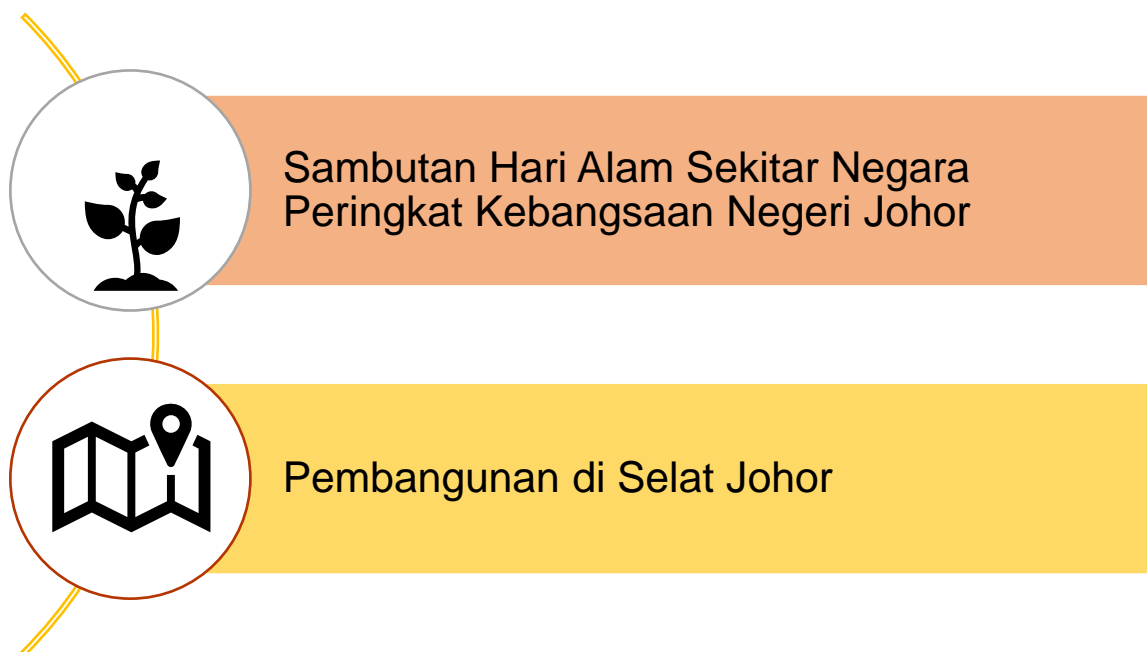 Sambutan Hari Alam Sekitar Negara
Peringkat Kebangsaan Negeri Johor
Pembangunan di Selat Johor